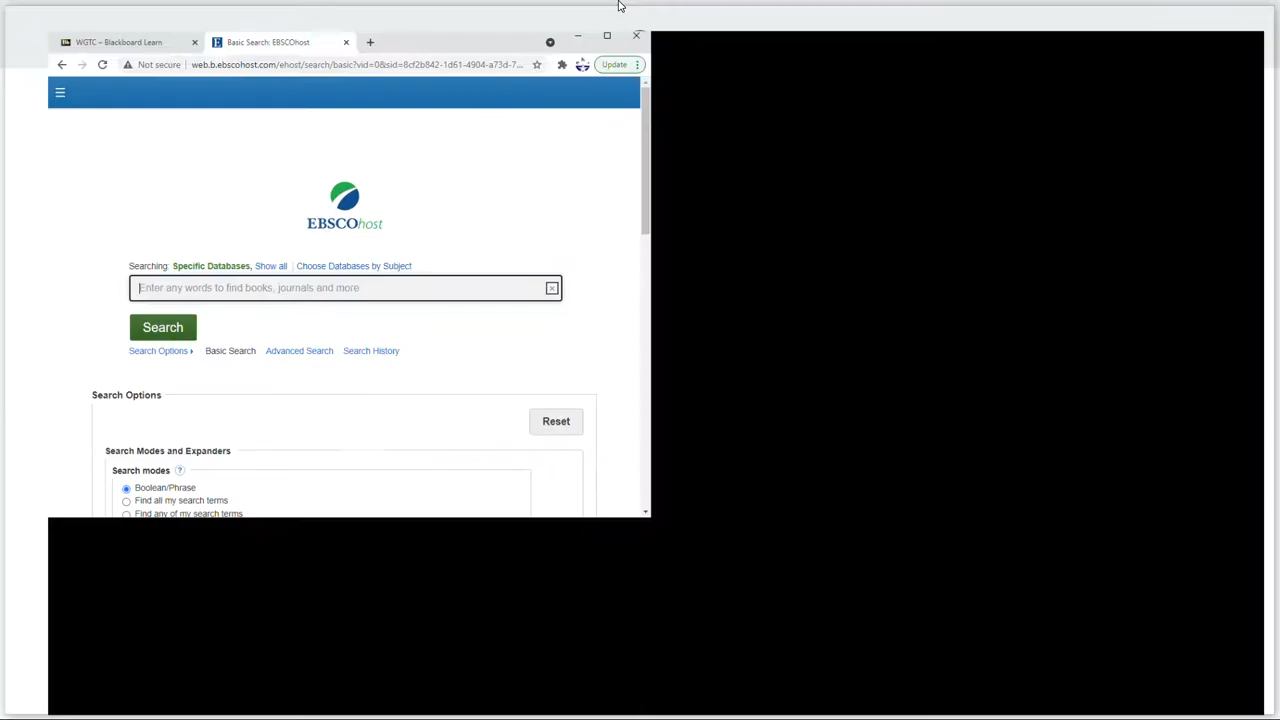 WGTC – Blackboard Learn
Basic Search: EBSCOhost
Not secure
web.b.ebscohost.com/ehost/search/basic?vid=0&sid=8cf2b842-1d61-4904-a73d-7...
Update
EBSCOhost
Searching: Specific Databases, Show all | Choose Databases by Subject
Enter any words to find books, journals and more
Search
Search Options Basic Search Advanced Search Search History
Search Options
Reset
Search Modes and Expanders
Search modes ?
Boolean/Phrase
Find all my search terms
Find any of my search terms